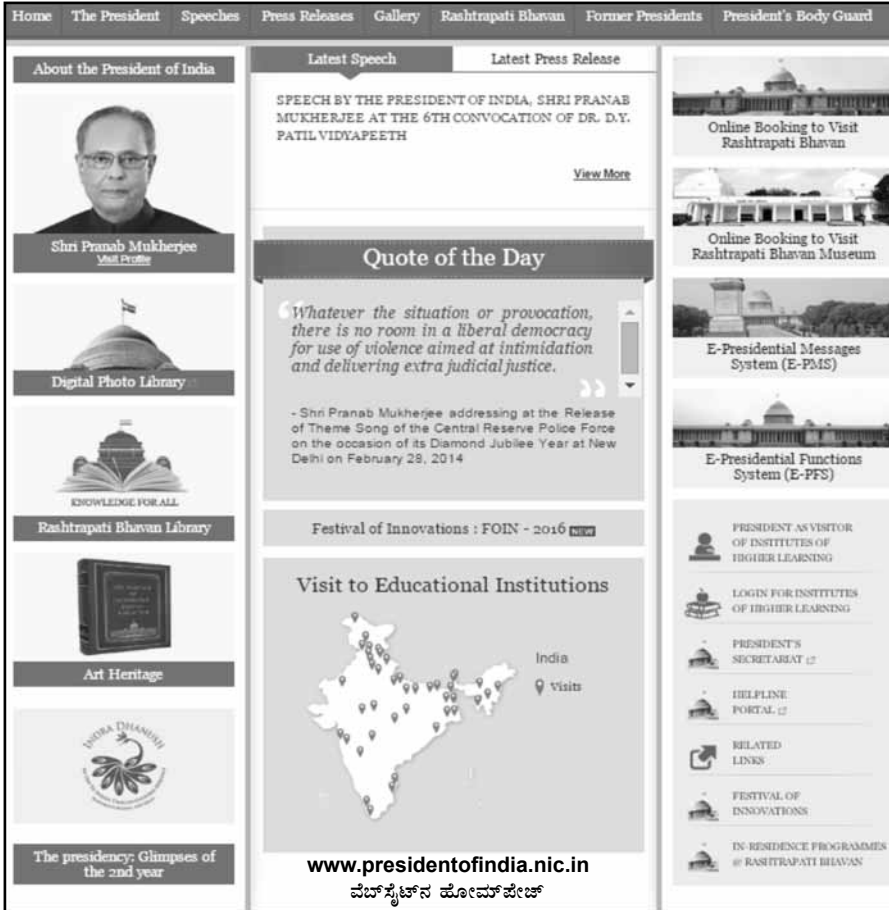 Home The President Speeches Press Releases Gallery Rashtrapati Bhavan Former Presidents President's Body Guard
About the President of India
Shri Pranab Mukherjee
Visit Profile
Digital Photo Library
KNOWLEDGE FOR ALL
Rashtrapati Bhavan Library
Art Heritage
INDRA DHANUSH
The presidency: Glimpses of
the 2nd year
Latest Speech Latest Press Release
SPEECH BY THE PRESIDENT OF INDIA, SHRI PRANAB
MUKHERJEE AT THE 6TH CONVOCATION OF DR. D.Y.
PATIL VIDYAPEETH
View More
Quote of the Day
“Whatever the situation or provocation,
there is no room in a liberal democracy
for use of violence aimed at intimidation
and delivering extra judicial justice.
”
- Shri Pranab Mukherjee addressing at the Release
of Theme Song of the Central Reserve Police Force
on the occasion of its Diamond Jubilee Year at New
Delhi on February 28, 2014
Festival of Innovations : FOIN - 2016 NEW
Visit to Educational Institutions
India
Visits
www.presidentofindia.nic.in
ವೆಬ್‌ಸೈಟ್‌ನ ಹೋಮ್‌ಪೇಜ್
Online Booking to Visit
Rashtrapati Bhavan
Online Booking to Visit
Rashtrapati Bhavan Museum
E-Presidential Messages
System (E-PMS)
E-Presidential Functions
System (E-PFS)
PRESIDENT AS VISITOR
OF INSTITUTES OF
HIGHER LEARNING
LOGIN FOR INSTITUTES
OF HIGHER LEARNING
PRESIDENT'S
SECRETARIAT
HELPLINE
PORTAL
RELATED
LINKS
FESTIVAL OF
INNOVATIONS
IN-RESIDENCE PROGRAMMES
@ RASHTRAPATI BHAVAN